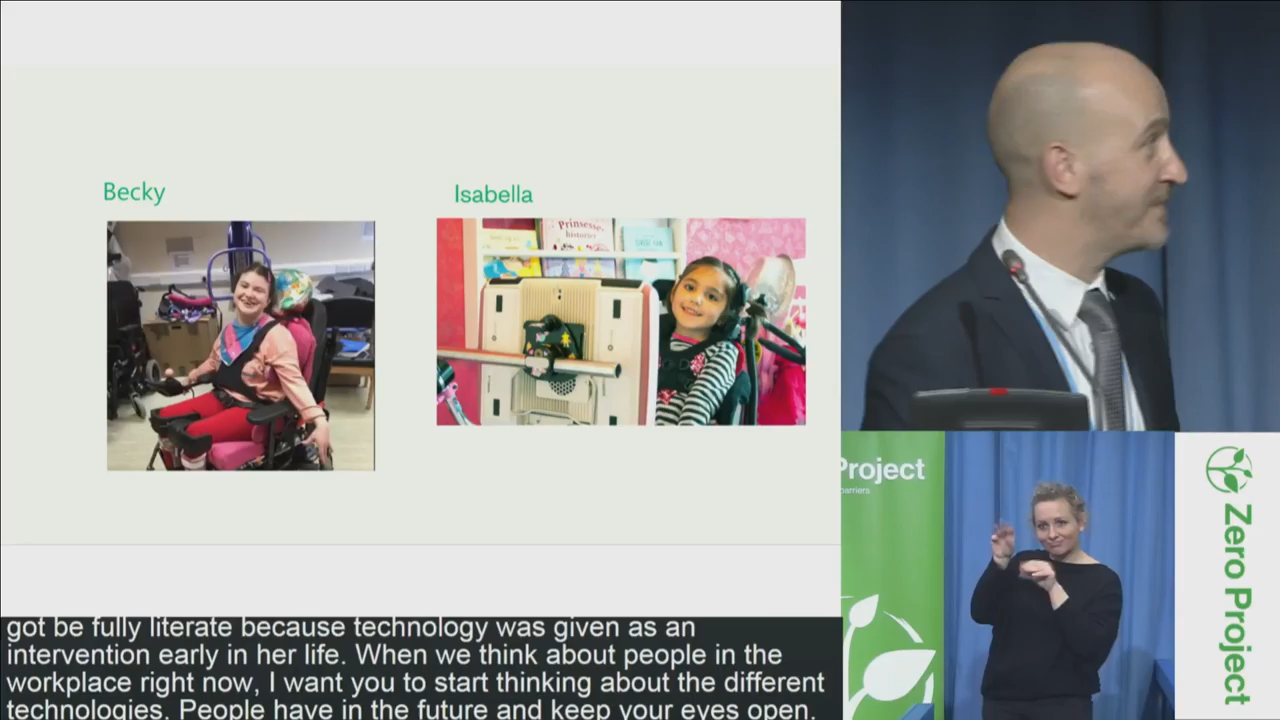 Becky
Isabella
Prinsesse-
historier
got be fully literate because technology was given as an
intervention early in her life. When we think about people in the
workplace right now, I want you to start thinking about the different
technologies. People have in the future and keep your eyes open.
Project
barriers
Zero Project